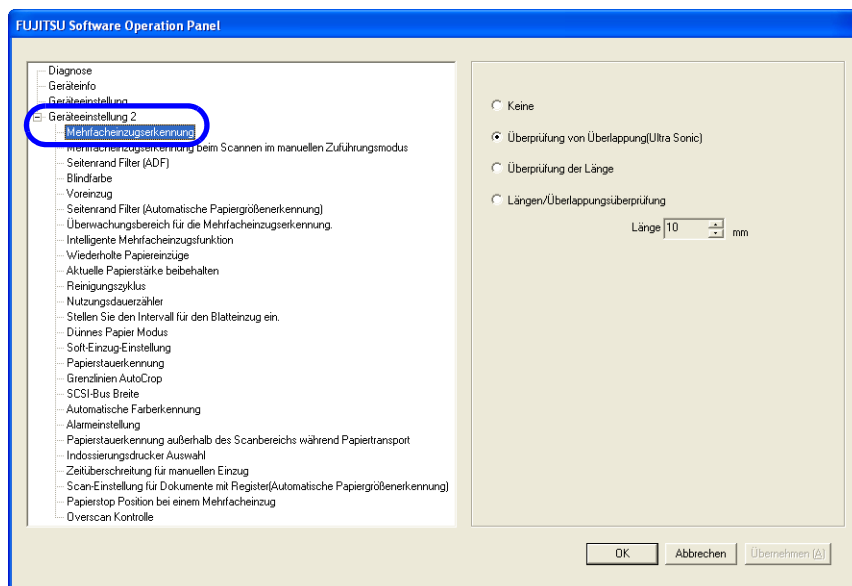 FUJITSU Software Operation Panel
Diagnose
Geräteinfo
Geräteeinstellung
Geräteeinstellung 2
Mehrfacheinzugserkennung
Mehrfacheinzugserkennung beim Scannen im manuellen Zuführungsmodus
Seitenrand Filter (ADF)
Blindfarbe
Voreinzug
Seitenrand Filter (Automatische Papiergrößenerkennung)
Überwachungsbereich für die Mehrfacheinzugserkennung.
Intelligente Mehrfacheinzugsfunktion
Wiederholte Papiereinzüge
Aktuelle Papierstärke beibehalten
Reinigungszyklus
Nutzungsdauerzähler
Stellen Sie den Intervall für den Blatteinzug ein.
Dünnes Papier Modus
Soft-Einzug-Einstellung
Papierstauerkennung
Grenzlinien AutoCrop
SCSI-Bus Breite
Automatische Farberkennung
Alarmeinstellung
Papierstauerkennung außerhalb des Scanbereichs während Papiertransport
Indossierungsdrucker Auswahl
Zeitüberschreitung für manuellen Einzug
Scan-Einstellung für Dokumente mit Register(Automatische Papiergrößenerkennung)
Papierstop Position bei einem Mehrfacheinzug
Overscan Kontrolle
Keine
Überprüfung von Überlappung(Ultra Sonic)
Überprüfung der Länge
Längen/Überlappungsüberprüfung
Länge 10 mm
OK Abbrechen Übernehmen (A)